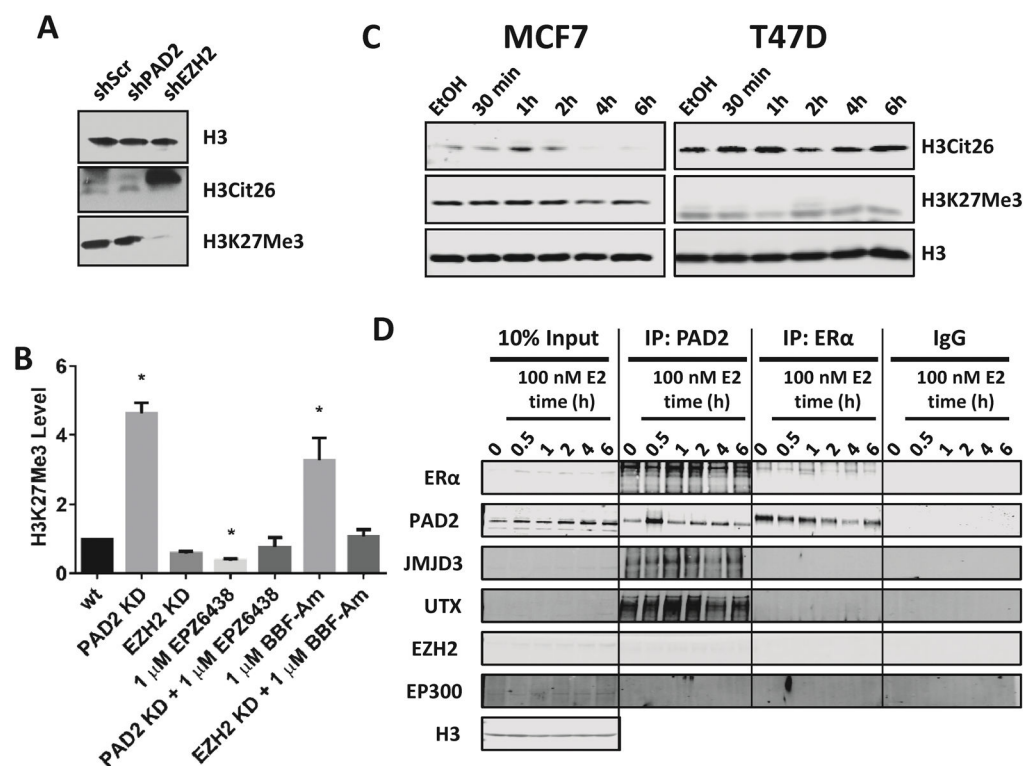 A
shScr
shPAD2
shEZH2
H3
H3Cit26
H3K27Me3
B
H3K27Me3 Level
6
4
2
0
*
*
*
wt
PAD2 KD
EZH2 KD
1 µM EPZ6438
PAD2 KD + 1 µM EPZ6438
1 µM BBF-Am
EZH2 KD + 1 µM BBF-Am
C
MCF7
T47D
EtOH 30 min 1h 2h 4h 6h
EtOH 30 min 1h 2h 4h 6h
H3Cit26
H3K27Me3
H3
D
10% Input
IP: PAD2
IP: ERα
IgG
100 nM E2
time (h)
100 nM E2
time (h)
100 nM E2
time (h)
100 nM E2
time (h)
0 0.5 1 2 4 6
0 0.5 1 2 4 6
0 0.5 1 2 4 6
0 0.5 1 2 4 6
ERα
PAD2
JMJD3
UTX
EZH2
EP300
H3